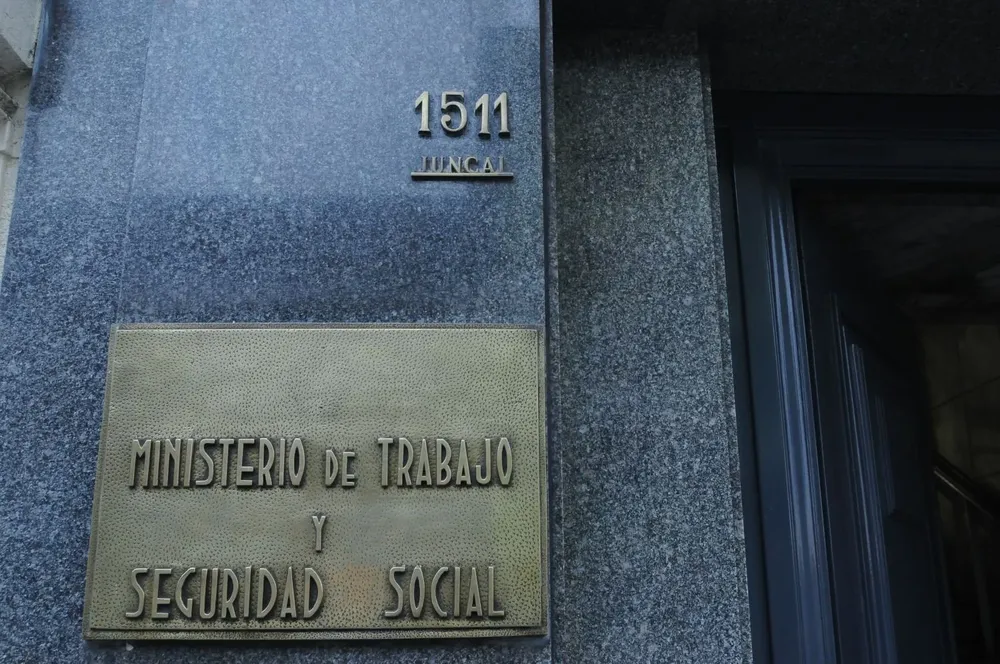 1511
JUNCAL
MINISTERIO DE TRABAJO
Y
SEGURIDAD SOCIAL